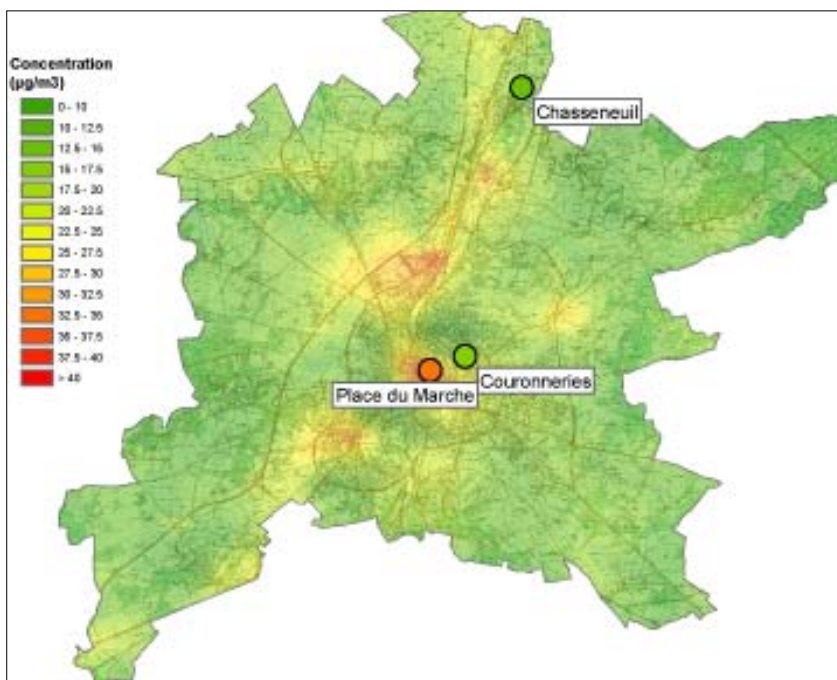 Concentration
(µg/m3)
0 - 10
10 - 12.5
12.5 - 15
15 - 17.5
17.5 - 20
20 - 22.5
22.5 - 25
25 - 27.5
27.5 - 30
30 - 32.5
32.5 - 35
35 - 37.5
37.5 - 40
> 40
Chasseneuil
Couronneries
Place du Marche